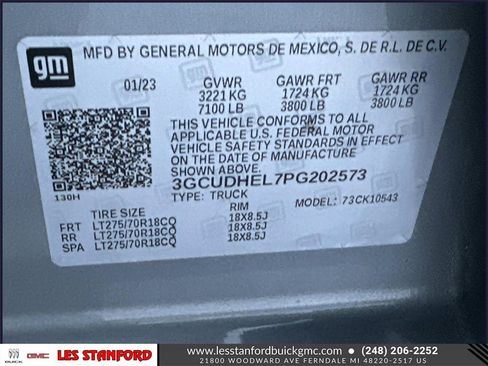 gm
MFD BY GENERAL MOTORS DE MEXICO, S. DE R.L. DE C.V.
01/23 GVWR GAWR FRT GAWR RR
3221 KG 1724 KG 1724 KG
7100 LB 3800 LB 3800 LB
THIS VEHICLE CONFORMS TO ALL
APPLICABLE U.S. FEDERAL MOTOR
VEHICLE SAFETY STANDARDS IN EFFECT
ON THE DATE OF MANUFACTURE
SHOWN ABOVE.
3GCUDHEL7PG202573
130H
TYPE: TRUCK MODEL: 73CK10543
TIRE SIZE RIM
FRT LT275/70R18CQ 18X8.5J
RR LT275/70R18CQ 18X8.5J
SPA LT275/70R18CQ 18X8.5J
BUICK GMC LES STANFORD
www.lesstanfordbuickgmc.com (248) 206-2252
21800 WOODWARD AVE FERNDALE MI 48220-2517 US